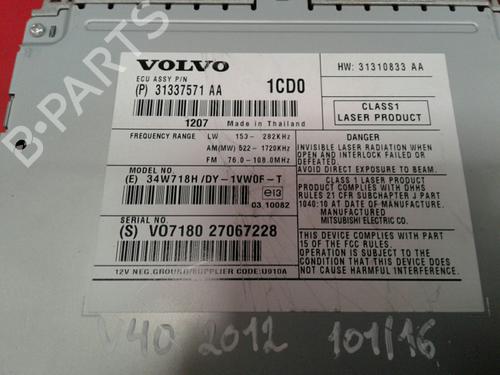 VOLVO
ECU ASSY P/N
(P) 31337571 AA
1CD0
1207 Made in Thailand
FREQUENCY RANGE LW 153- 282KHz
AM(MW) 522- 1720KHz
FM 76.0-108.0MHz
MODEL NO.
(E) 34W718H/DY-1VW0F-T
e13
03.10082
SERIAL NO.
(S) VO7180 27067228
12V NEG.GROUND/SUPPLIER CODE:U910A
HW: 31310833 AA
CLASS1
LASER PRODUCT
DANGER
INVISIBLE LASER RADIATION WHEN
OPEN AND INTERLOCK FAILED OR
DEFEATED.
AVOID DIRECT EXPOSURE TO BEAM.
CLASS 1 LASER PRODUCT
PRODUCT COMPLIES WITH DHHS
RULES 21 CFR SUBCHAPTER J PART
1040:10 AT DATE OF MANUFACTURE.
MANUFACTURED
MITSUBISHI ELECTRIC CO.
THIS DEVICE COMPLIES WITH PART
15 OF THE FCC RULES.
OPERATION IS SUBJECT TO THE
CONDITION THAT THIS DEVICE DOES
NOT CAUSE HARMFUL INTERFERENCE.
V40 2012 101/16
B-PARTS